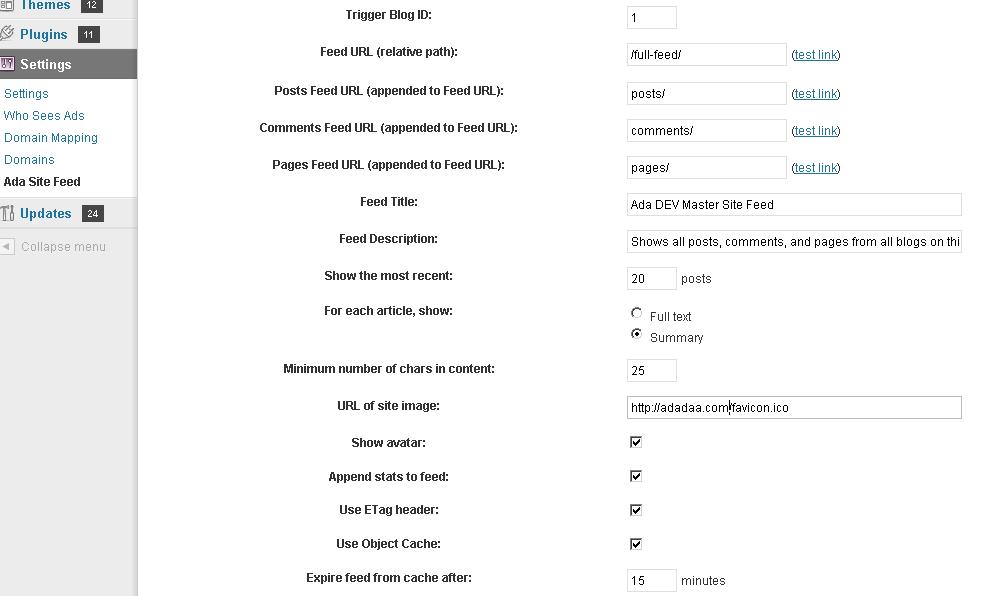 Themes 12
Plugins 11
Settings
Settings
Who Sees Ads
Domain Mapping
Domains
Ada Site Feed
Updates 24
Collapse menu
Trigger Blog ID: 1
Feed URL (relative path): /full-feed/ (test link)
Posts Feed URL (appended to Feed URL): posts/ (test link)
Comments Feed URL (appended to Feed URL): comments/ (test link)
Pages Feed URL (appended to Feed URL): pages/ (test link)
Feed Title: Ada DEV Master Site Feed
Feed Description: Shows all posts, comments, and pages from all blogs on thi
Show the most recent: 20 posts
For each article, show: Full text
Summary
Minimum number of chars in content: 25
URL of site image: http://adadaa.com/favicon.ico
Show avatar:
Append stats to feed:
Use ETag header:
Use Object Cache:
Expire feed from cache after: 15 minutes